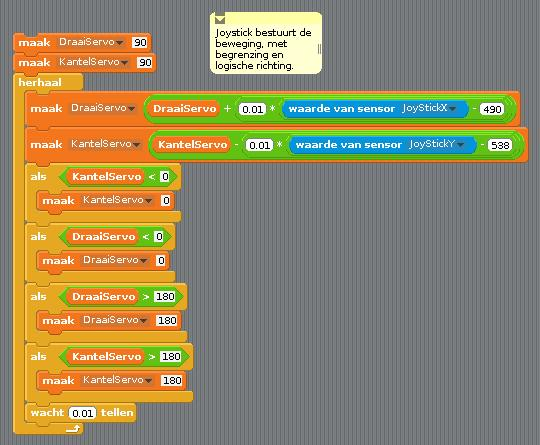 Joystick bestuurt de
beweging, met
begrenzing en
logische richting.
maak DraaiServo 90
maak KantelServo 90
herhaal
maak DraaiServo DraaiServo + 0.01 * waarde van sensor JoyStickX - 490
maak KantelServo KantelServo - 0.01 * waarde van sensor JoyStickY - 538
als KantelServo < 0
maak KantelServo 0
als DraaiServo < 0
maak DraaiServo 0
als DraaiServo > 180
maak DraaiServo 180
als KantelServo > 180
maak KantelServo 180
wacht 0.01 tellen